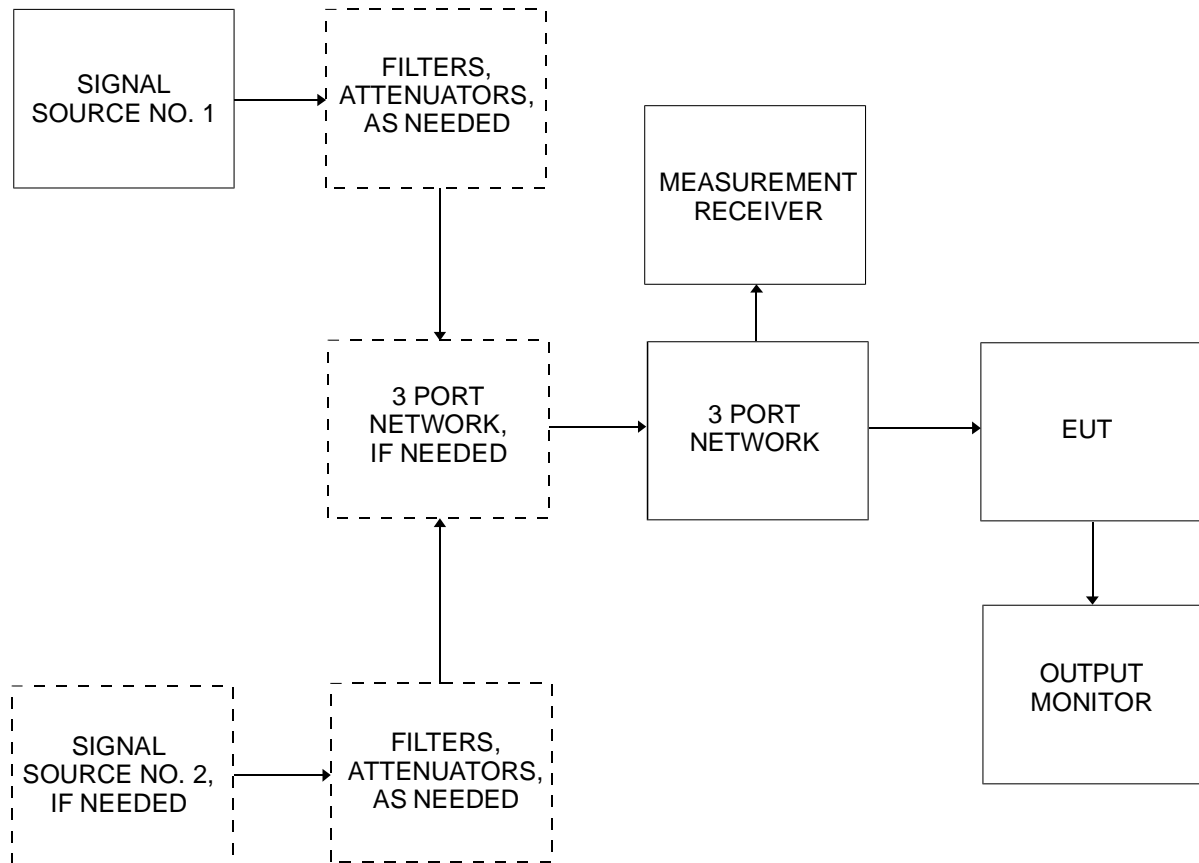 SIGNAL
SOURCE NO. 1
FILTERS,
ATTENUATORS,
AS NEEDED
MEASUREMENT
RECEIVER
3 PORT
NETWORK,
IF NEEDED
3 PORT
NETWORK
EUT
OUTPUT
MONITOR
SIGNAL
SOURCE NO. 2,
IF NEEDED
FILTERS,
ATTENUATORS,
AS NEEDED